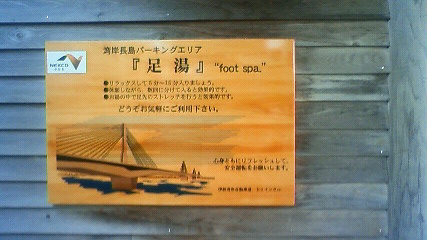 NEXCO
湾岸長島パーキングエリア
『足湯』 “foot spa.”
●リラックスして5分～15分入りましょう。
●休憩しながら、数回に分けて入ると効果的です。
●お湯の中で足先のストレッチを行うと効果的です。
どうぞお気軽にご利用下さい。
心身ともにリフレッシュして、
安全運転をお願いします。